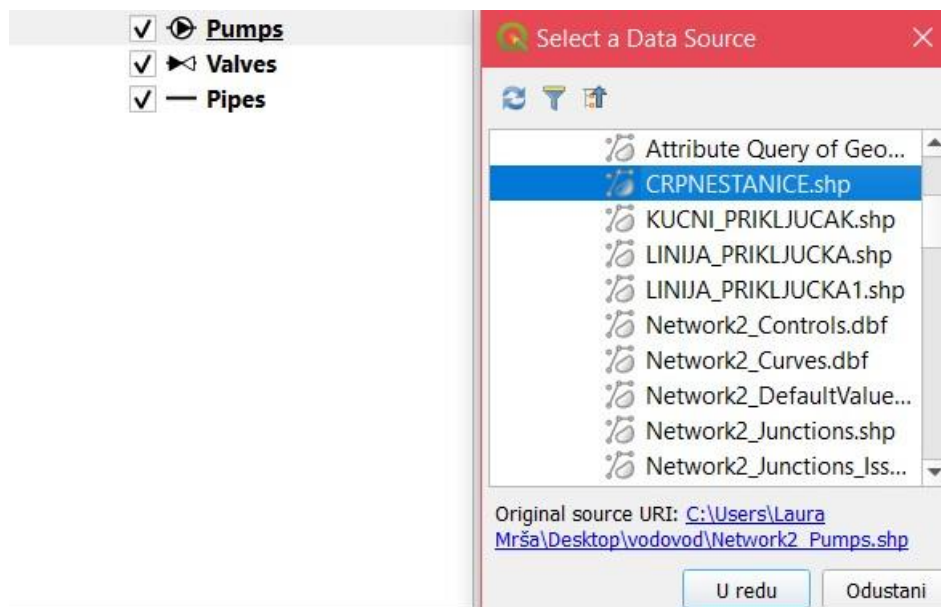 Pumps
Valves
Pipes
Select a Data Source
Attribute Query of Geo...
CRPNESTANICE.shp
KUCNI_PRIKLJUCAK.shp
LINIJA_PRIKLJUCKA.shp
LINIJA_PRIKLJUCKA1.shp
Network2_Controls.dbf
Network2_Curves.dbf
Network2_DefaultValue...
Network2_Junctions.shp
Network2_Junctions_Iss...
Original source URI: C:\Users\Laura
Mrša\Desktop\vodovod\Network2_Pumps.shp
U redu Odustani